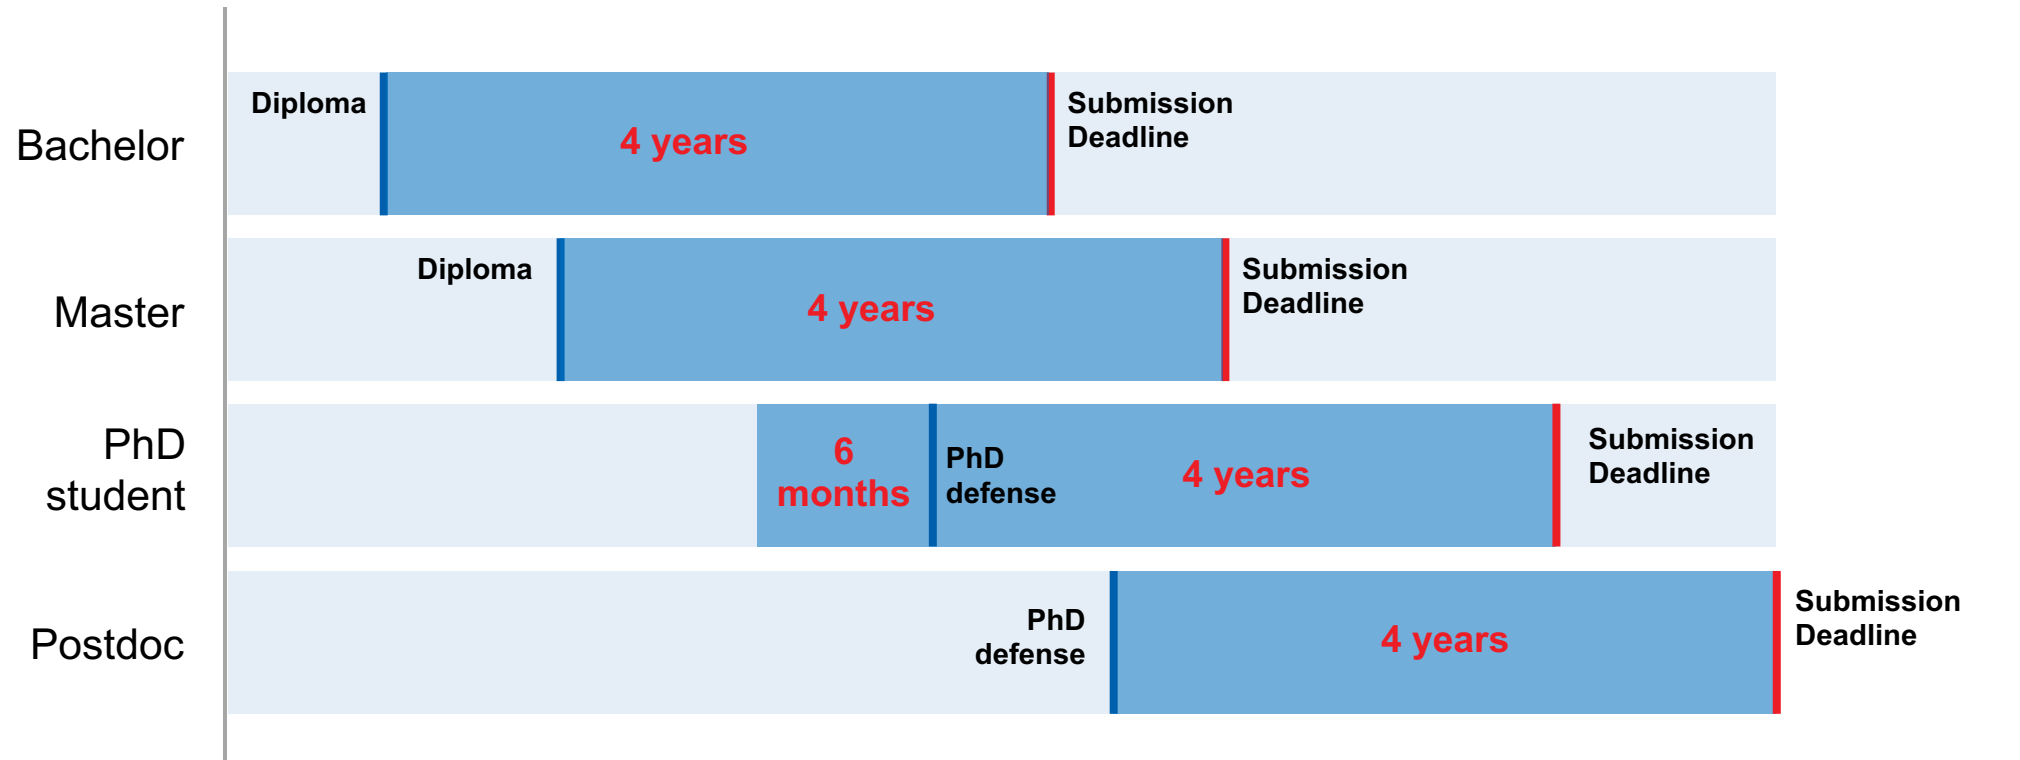 Bachelor
Diploma
4 years
Submission
Deadline
Master
Diploma
4 years
Submission
Deadline
PhD
student
6
months
PhD
defense
4 years
Submission
Deadline
Postdoc
PhD
defense
4 years
Submission
Deadline